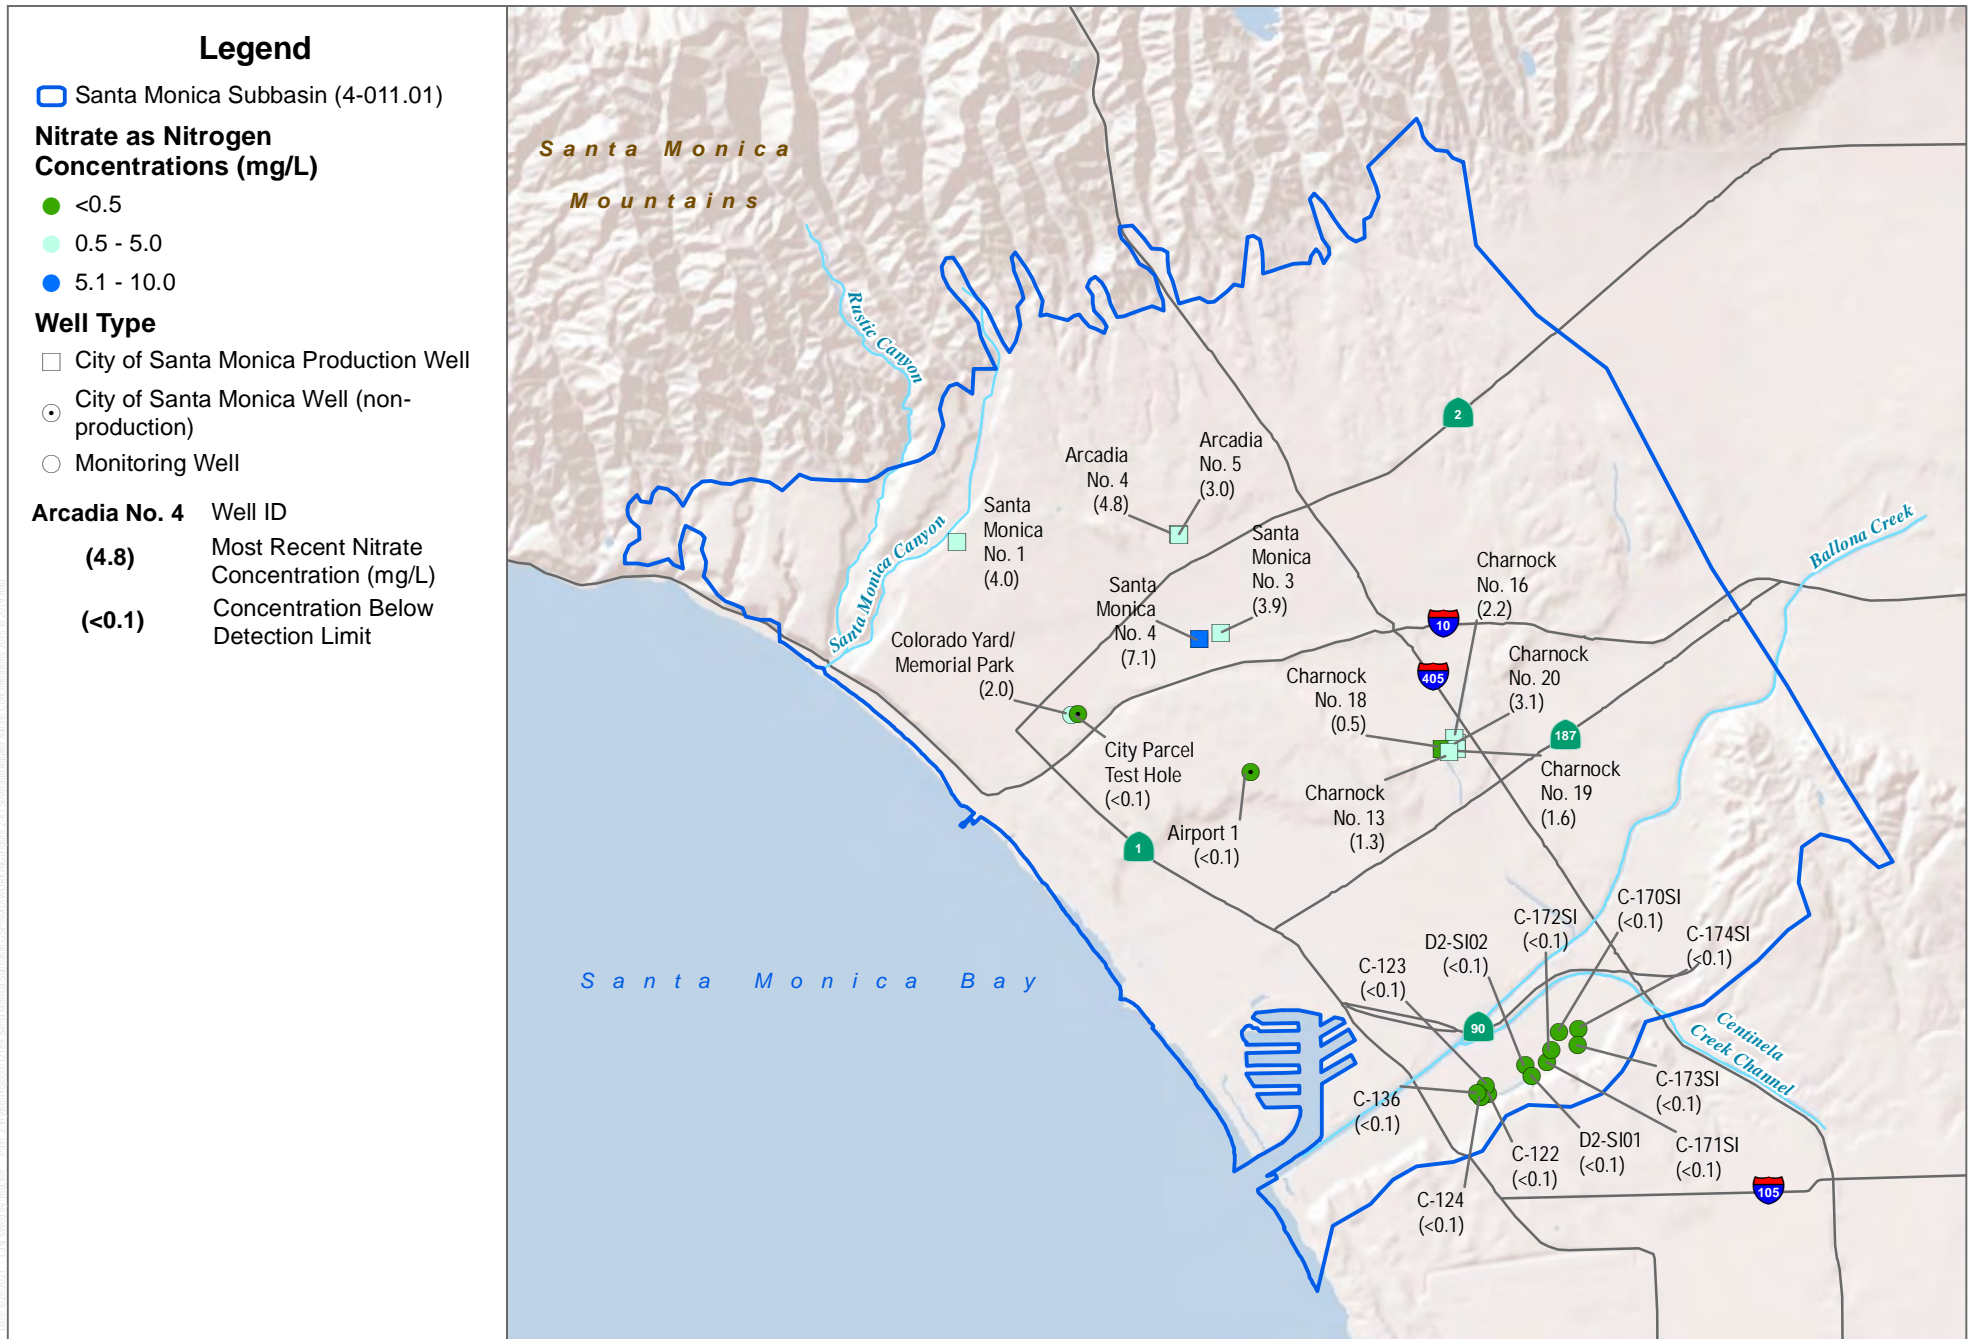 Legend
Santa Monica Subbasin (4-011.01)
Nitrate as Nitrogen
Concentrations (mg/L)
<0.5
0.5 - 5.0
5.1 - 10.0
Well Type
City of Santa Monica Production Well
City of Santa Monica Well (non-
production)
Monitoring Well
Arcadia No. 4 Well ID
(4.8) Most Recent Nitrate
Concentration (mg/L)
(<0.1) Concentration Below
Detection Limit
Santa Monica
Mountains
Rustic Canyon
Santa Monica Canyon
2
Arcadia
No. 4
(4.8)
Arcadia
No. 5
(3.0)
Santa
Monica
No. 1
(4.0)
Santa
Monica
No. 3
(3.9)
Santa
Monica
No. 4
(7.1)
Ballona Creek
Charnock
No. 16
(2.2)
10
405
Colorado Yard/
Memorial Park
(2.0)
Charnock
No. 18
(0.5)
Charnock
No. 20
(3.1)
187
City Parcel
Test Hole
(<0.1)
Charnock
No. 19
(1.6)
Charnock
No. 13
(1.3)
Airport 1
(<0.1)
1
Santa Monica Bay
C-170SI
(<0.1)
C-172SI
(<0.1)
C-174SI
(<0.1)
D2-SI02
(<0.1)
C-123
(<0.1)
90
Centinela
Creek Channel
C-173SI
(<0.1)
C-136
(<0.1)
D2-SI01
(<0.1)
C-171SI
(<0.1)
C-122
(<0.1)
C-124
(<0.1)
105